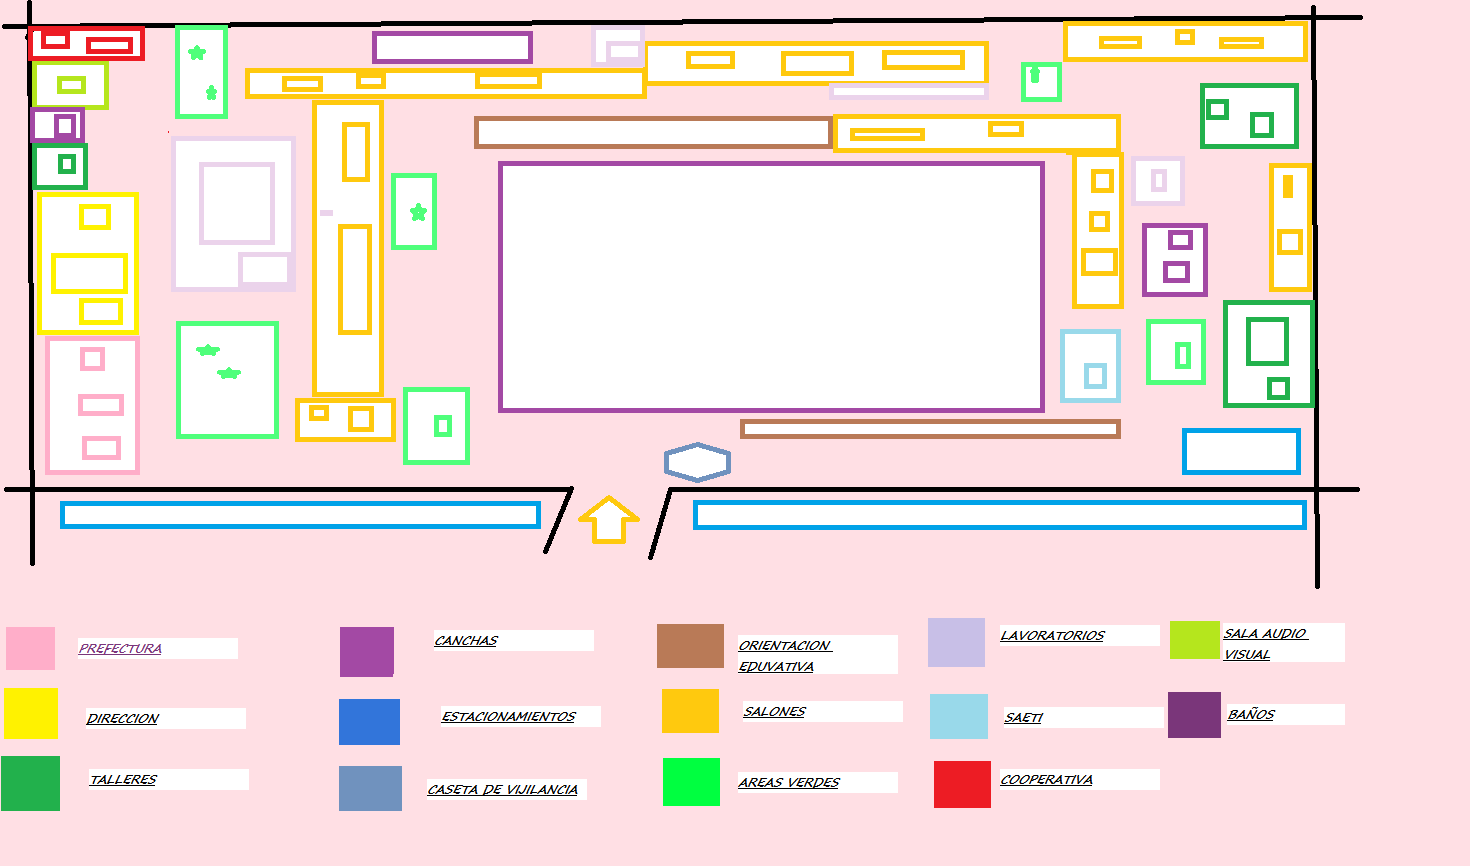 PREFECTURA
CANCHAS
ORIENTACION
EDUVATIVA
LAVORATORIOS
SALA AUDIO
VISUAL
DIRECCION
ESTACIONAMIENTOS
SALONES
SAETI
BAÑOS
TALLERES
CASETA DE VIJILANCIA
AREAS VERDES
COOPERATIVA